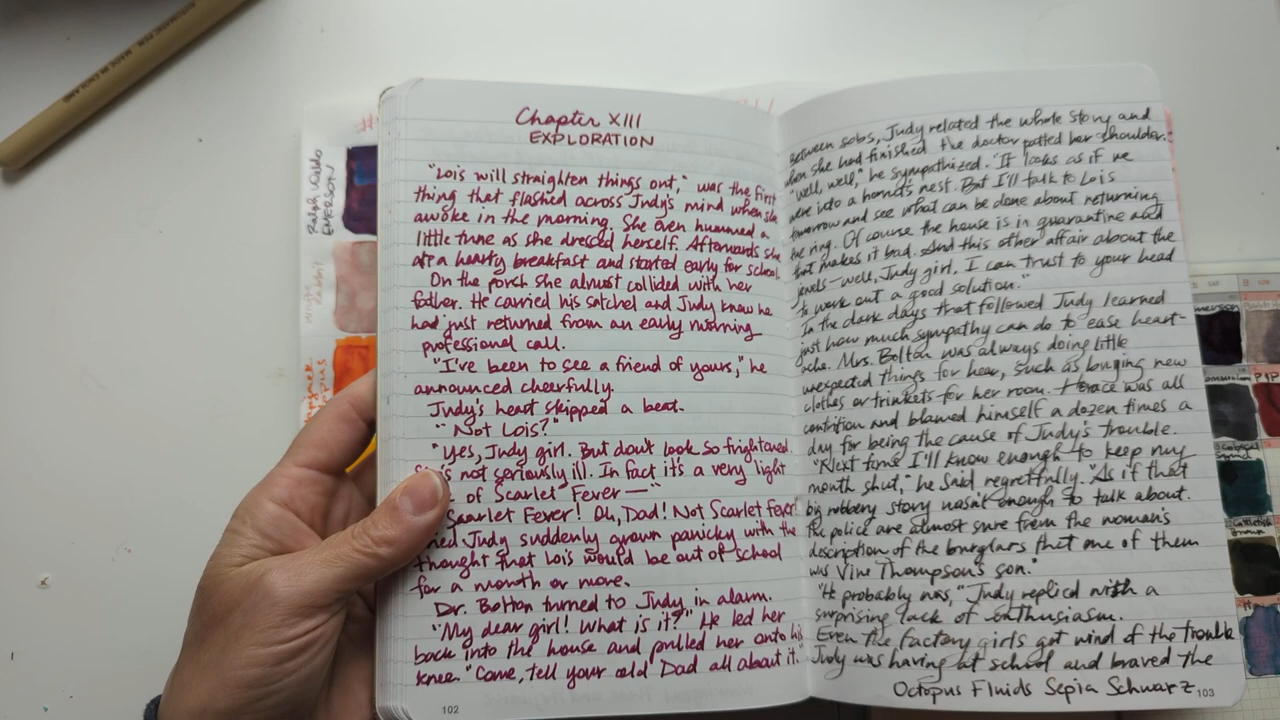 MADE IN ENGLAND
Ralph Waldo
EMERSON
Chapter XIII
EXPLORATION
"Lois will straighten things out," was the first
thing that flashed across Judy's mind when she
awoke in the morning. She even hummed a
little tune as she dressed herself. Afterwards she
ate a hearty breakfast and started early for school.
On the porch she almost collided with her
father. He carried his satchel and Judy knew he
had just returned from an early morning
professional call.
"I've been to see a friend of yours," he
announced cheerfully.
Judy's heart skipped a beat.
"Not Lois?"
"Yes, Judy girl. But don't look so frightened.
is not seriously ill. In fact it's a very light
of Scarlet Fever—"
Scarlet Fever! Oh, Dad! Not Scarlet Fever!
Judy suddenly grown panicky with the
thought that Lois would be out of school
for a month or more.
Dr. Bolton turned to Judy in alarm.
"My dear girl! What is it?" He led her
back into the house and pulled her onto his
knee. "Come, tell your old Dad all about it."
102
Between sobs, Judy related the whole story and
when she had finished the doctor patted her shoulder.
"Well, well," he sympathized. "It looks as if we
were into a hornet's nest. But I'll talk to Lois
tomorrow and see what can be done about returning
the ring. Of course the house is in quarantine and
that makes it bad. And this other affair about the
jewels—well, Judy girl, I can trust to your head
to work out a good solution."
In the dark days that followed Judy learned
just how much sympathy can do to ease heart-
ache. Mrs. Bolton was always doing little
unexpected things for hear, such as bouging new
clothes or trinkets for her room. Horace was all
contrition and blamed himself a dozen times a
day for being the cause of Judy's trouble.
"Next time I'll know enough to keep my
mouth shut," he said regretfully. "As if that
big robbery story wasn't enough to talk about.
the police are almost sure from the woman's
description of the burglars that one of them
was Vine Thompson's son."
"He probably was," Judy replied with a
surprising lack of enthusiasm.
Even the factory girls got wind of the trouble
Judy was having at school and braved the
Octopus Fluids Sepia Schwarz
103
SAT
SUN